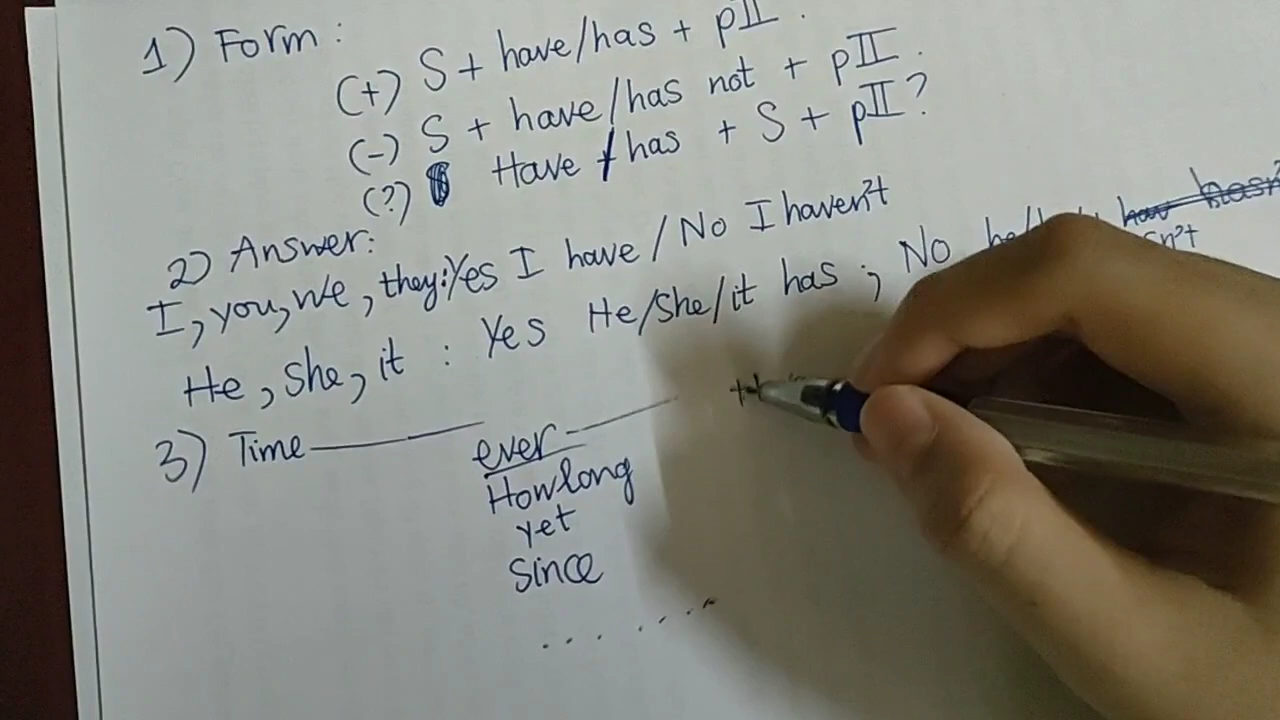 1) Form :
(+) S + have/has + pII .
(-) S + have/has not + pII .
(?) Have / has + S + pII ?
2) Answer:
I, you, we, they: Yes I have / No I haven't
He, she, it : Yes He/she/it has ; No
3) Time ever
How long
yet
since
.......